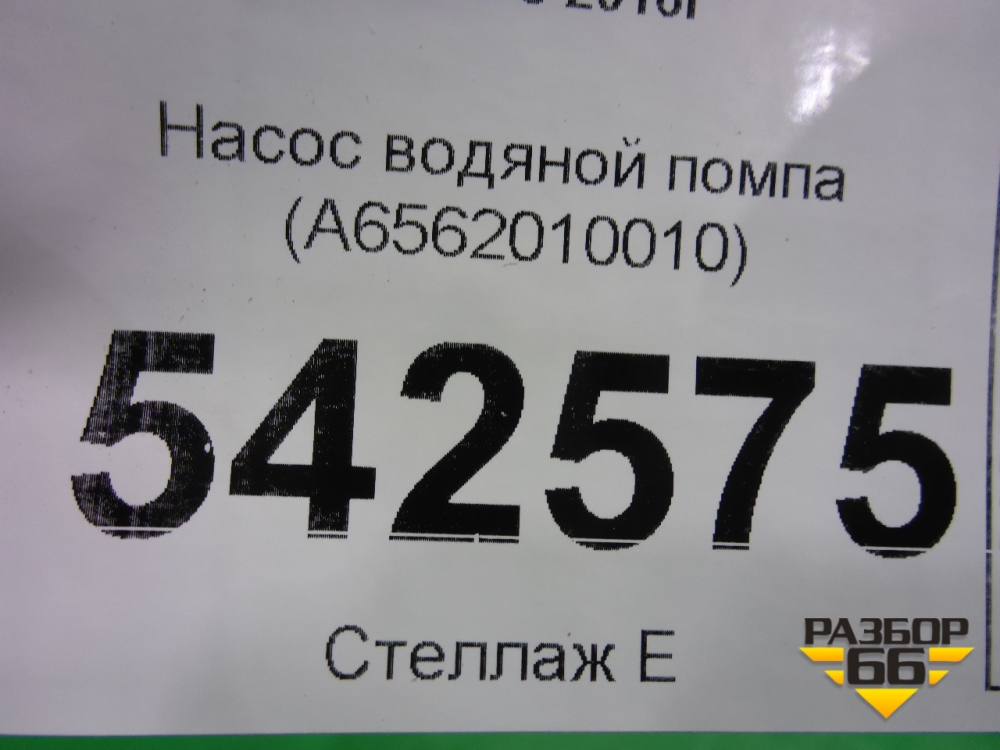 Насос водяной помпа
(A6562010010)
542575
Стеллаж Е
РАЗБОР
66